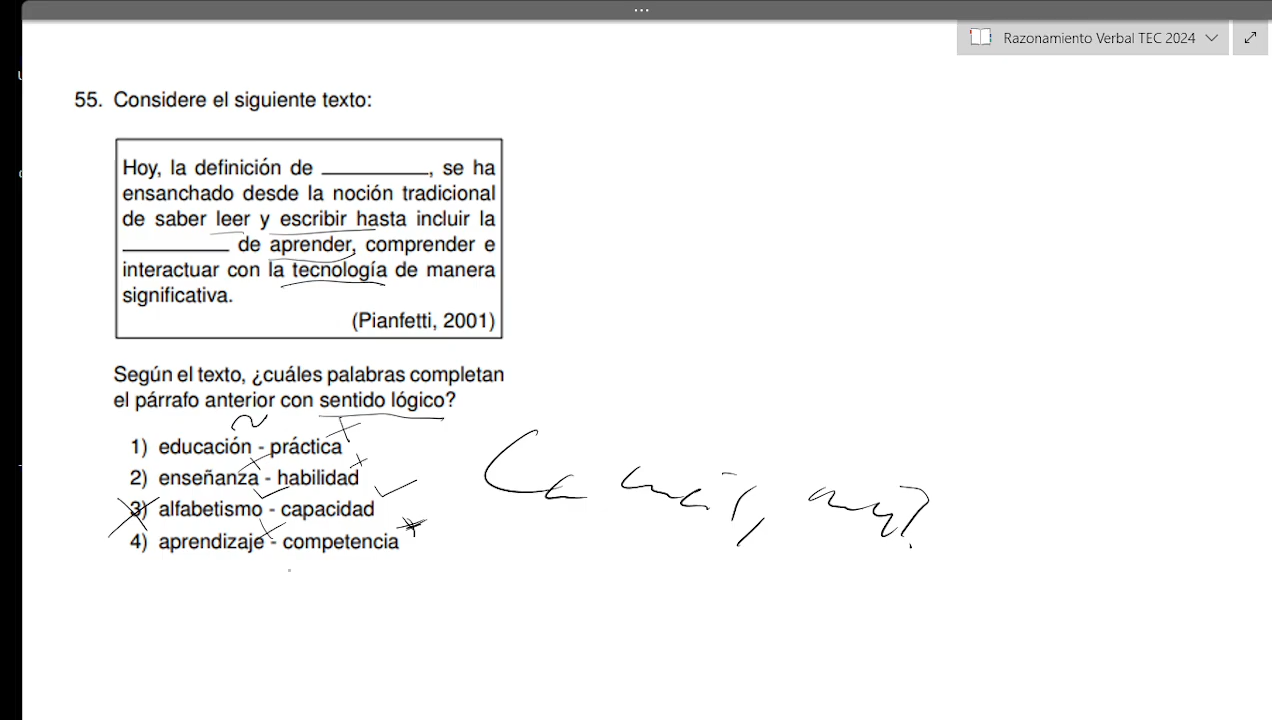 Razonamiento Verbal TEC 2024
55. Considere el siguiente texto:
Hoy, la definición de __________, se ha
ensanchado desde la noción tradicional
de saber leer y escribir hasta incluir la
__________ de aprender, comprender e
interactuar con la tecnología de manera
significativa.
(Pianfetti, 2001)
Según el texto, ¿cuáles palabras completan
el párrafo anterior con sentido lógico?
1) educación - práctica
2) enseñanza - habilidad
3) alfabetismo - capacidad
4) aprendizaje - competencia